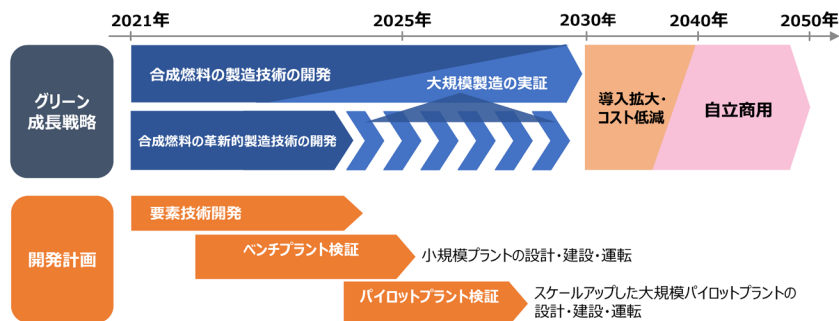 2021年
2025年
2030年
2040年
2050年
グリーン
成長戦略
合成燃料の製造技術の開発
大規模製造の実証
合成燃料の革新的製造技術の開発
導入拡大・
コスト低減
自立商用
開発計画
要素技術開発
ベンチプラント検証
小規模プラントの設計・建設・運転
パイロットプラント検証
スケールアップした大規模パイロットプラントの
設計・建設・運転